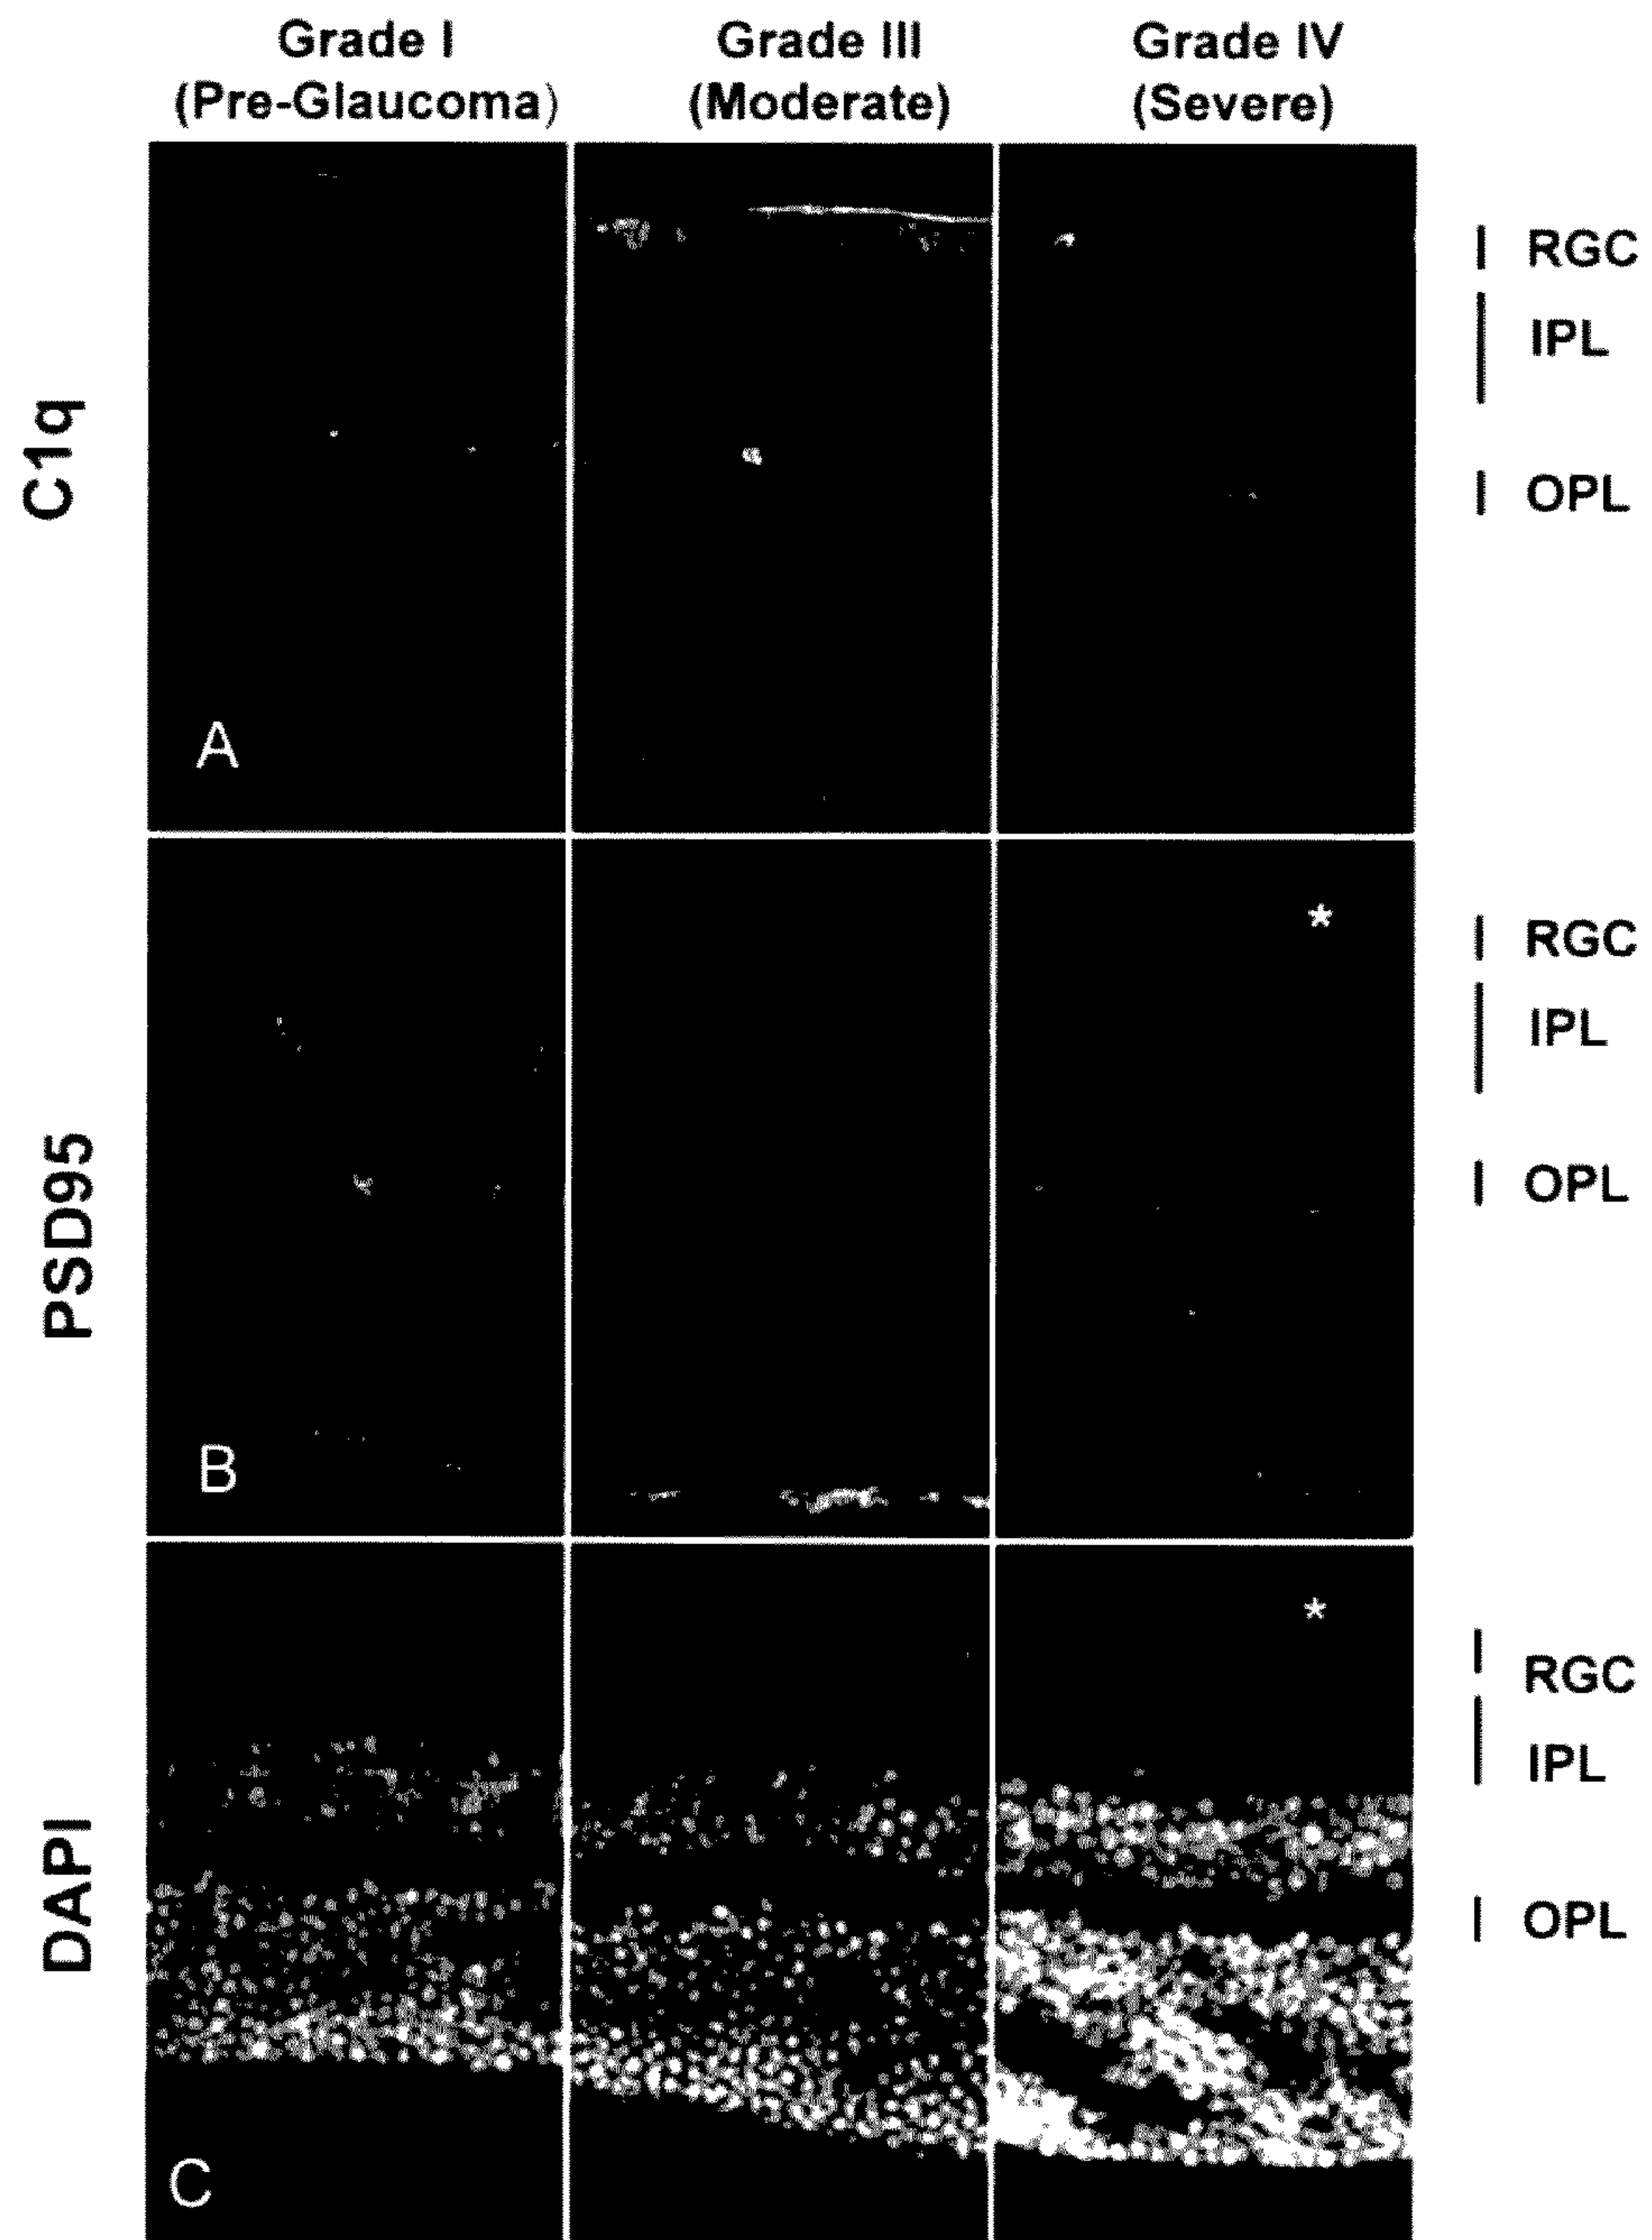 Grade I
(Pre-Glaucoma)
Grade III
(Moderate)
Grade IV
(Severe)
C1q
A
RGC
IPL
OPL
PSD95
B
*
RGC
IPL
OPL
DAPI
C
*
RGC
IPL
OPL